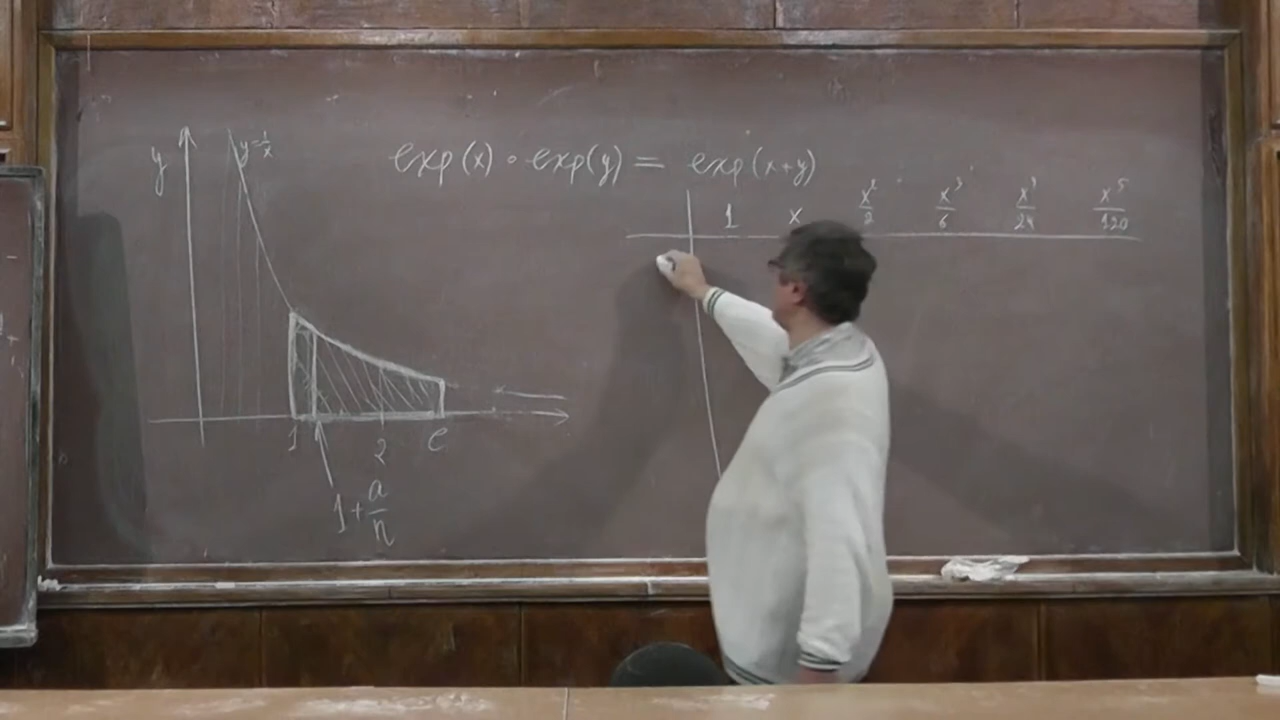 y
y=1/x
exp(x) ∘ exp(y) = exp(x+y)
1 x x²/2 x³/6 x⁴/24 x⁵/120
1 2 e
1+a/n